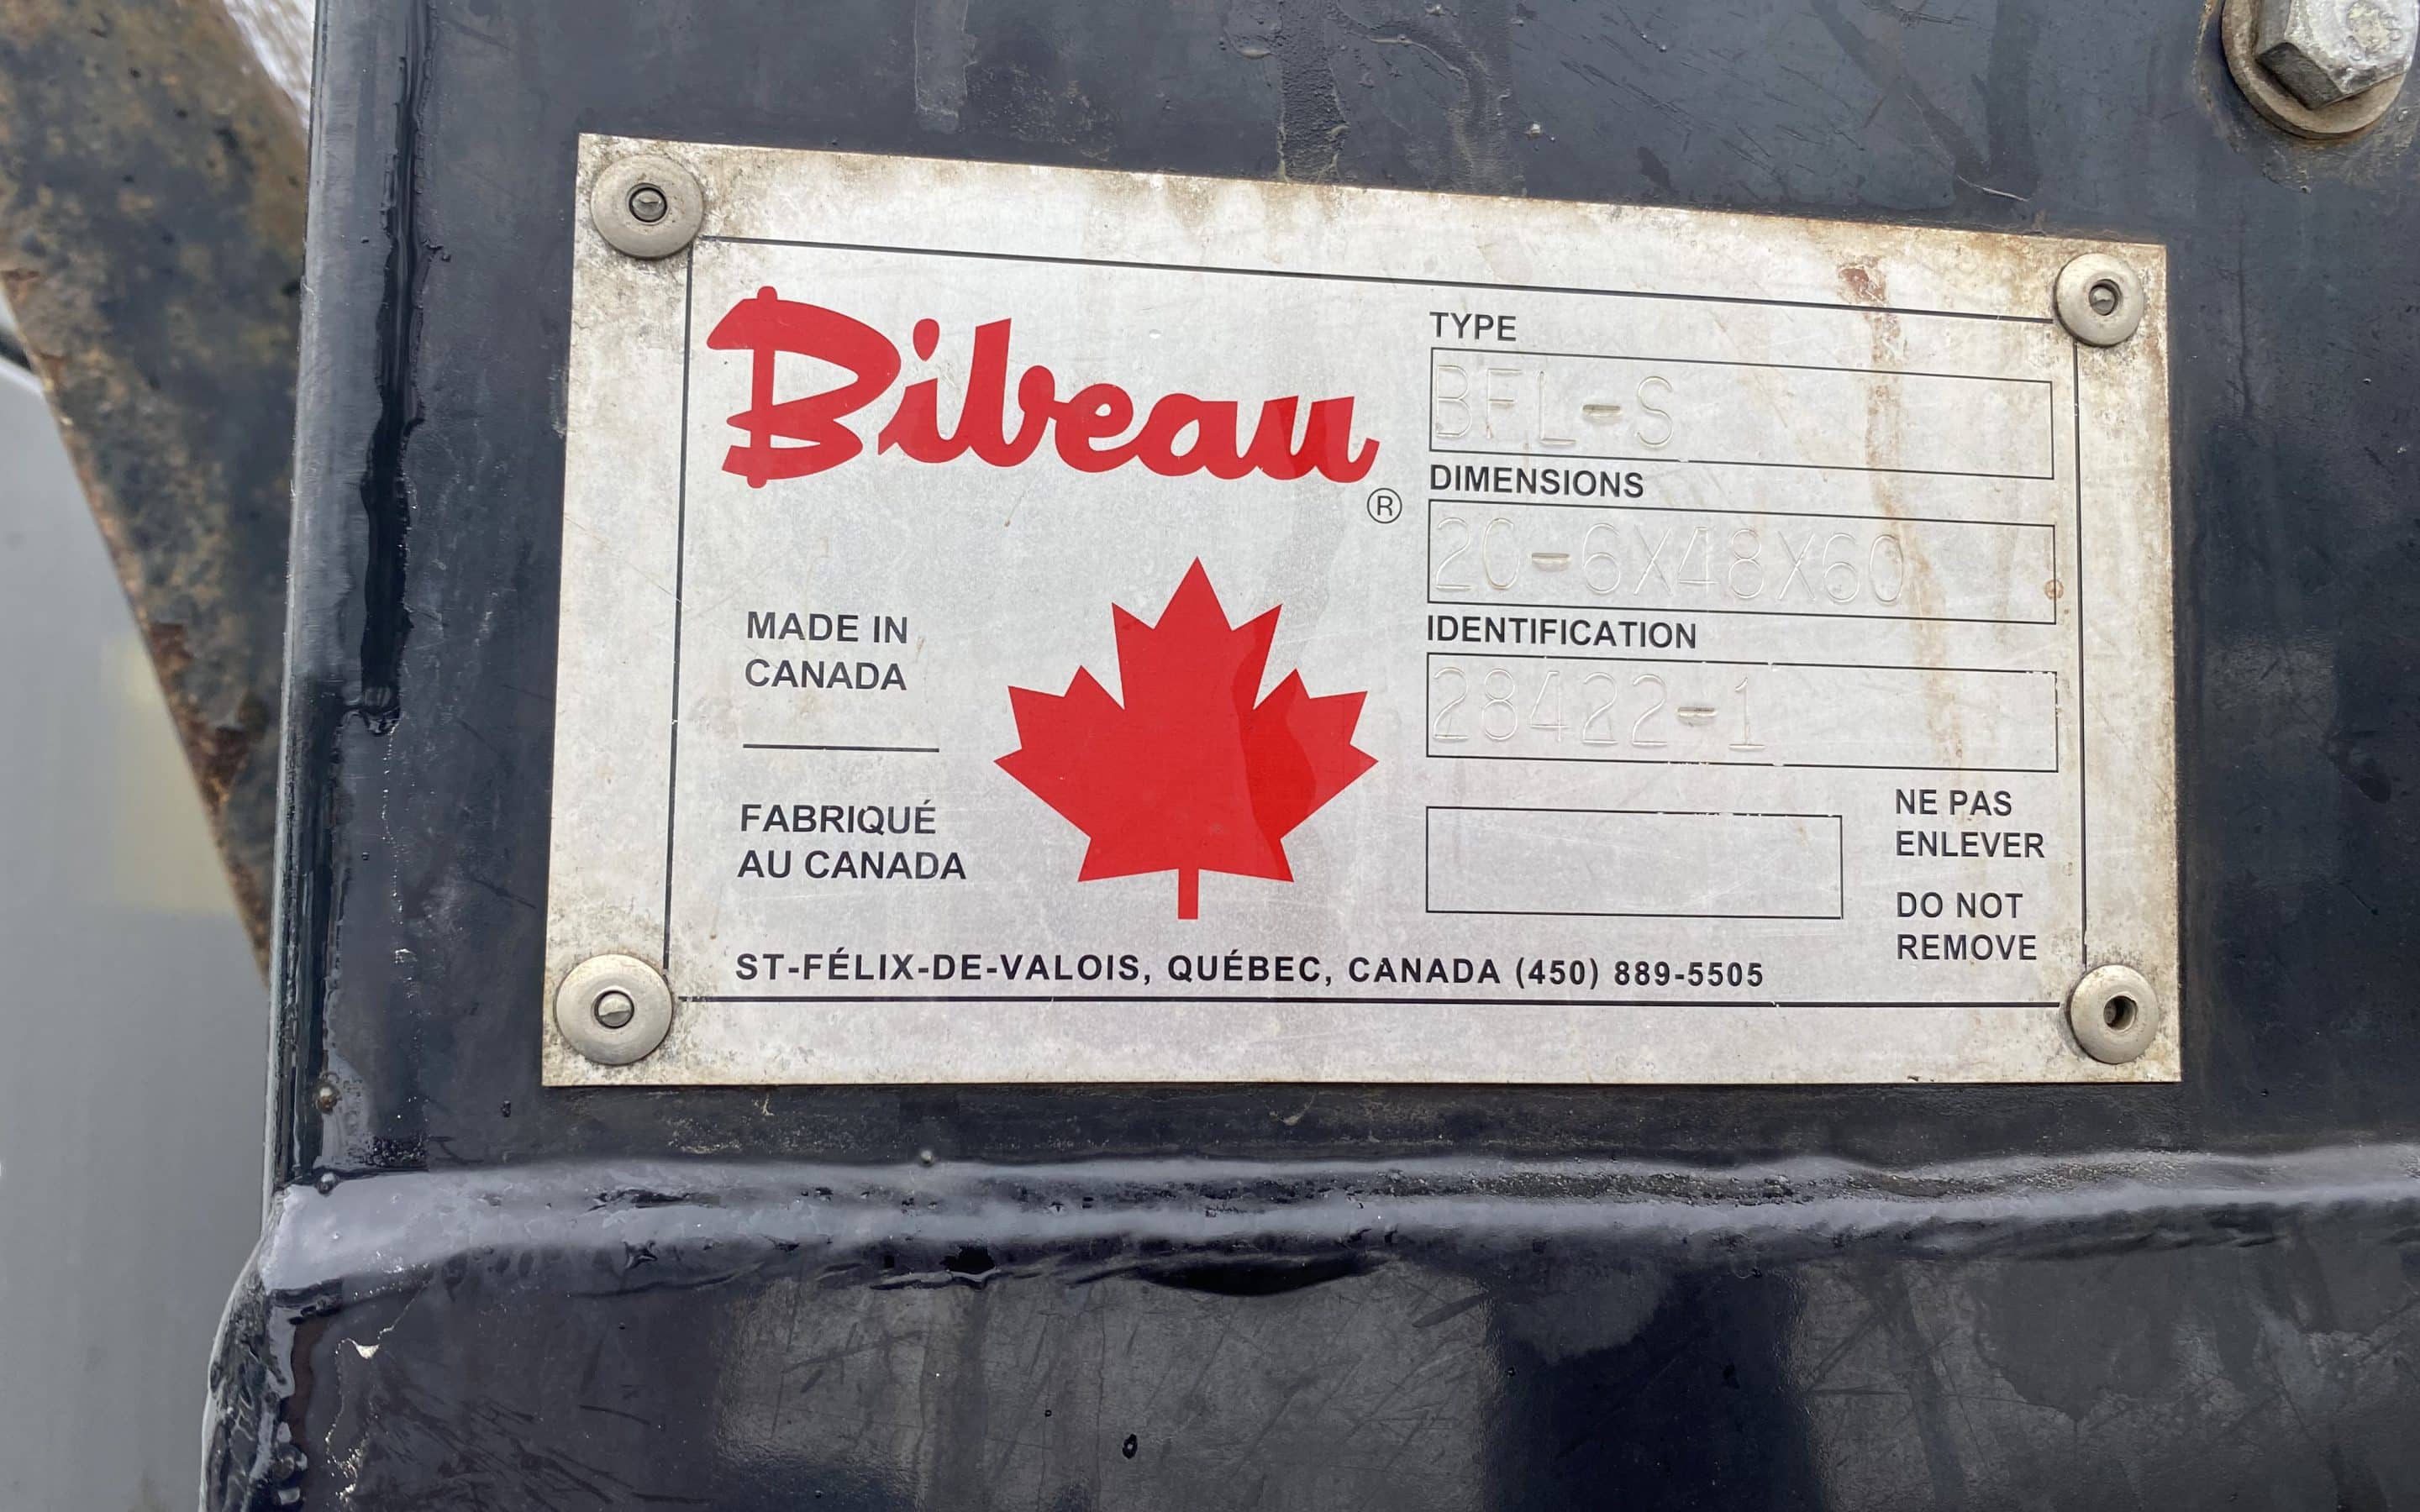 Bibeau
®
MADE IN
CANADA
FABRIQUÉ
AU CANADA
TYPE
BFL-S
DIMENSIONS
20-6X48X60
IDENTIFICATION
28422-1
NE PAS
ENLEVER
DO NOT
REMOVE
ST-FÉLIX-DE-VALOIS, QUÉBEC, CANADA (450) 889-5505